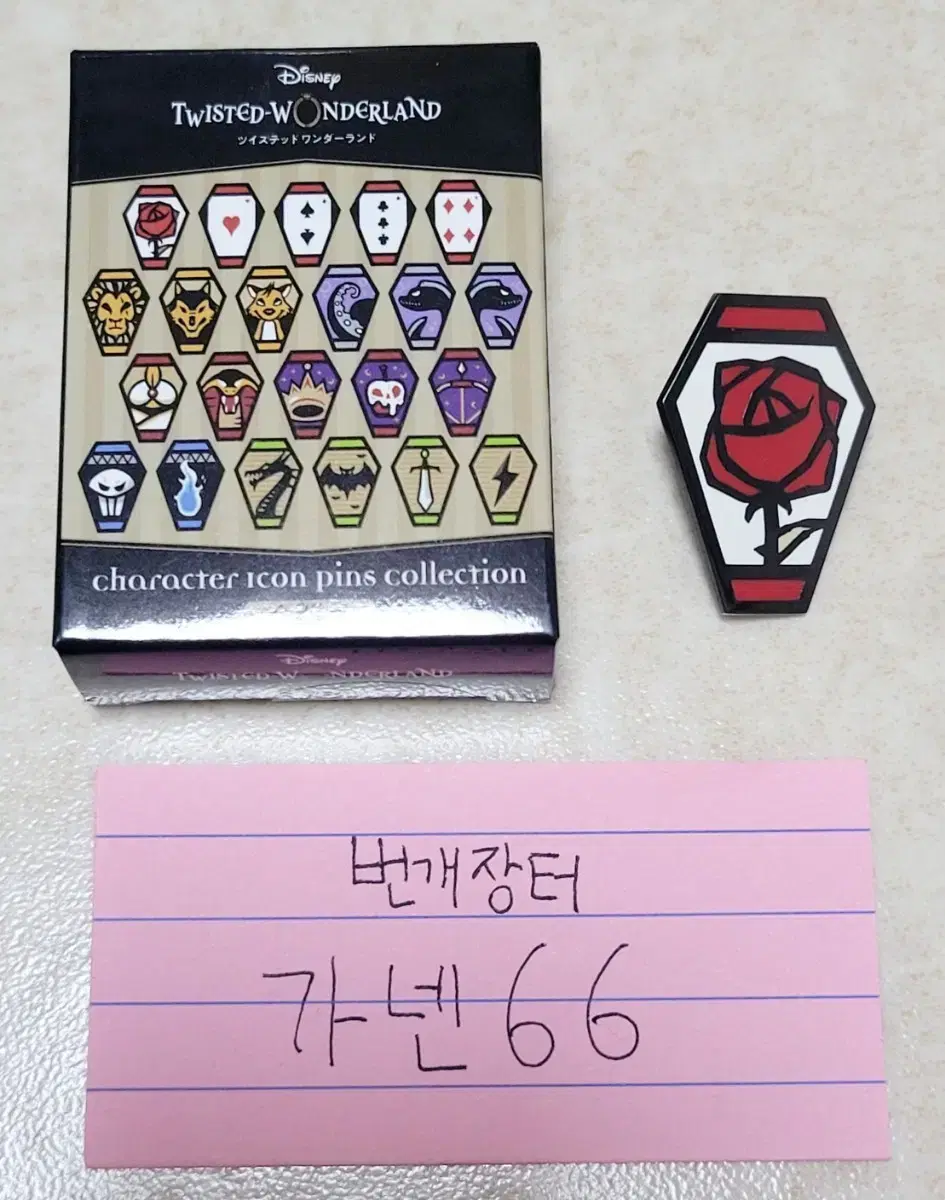 Disney
TWISTED-WONDERLAND
ツイステッドワンダーランド
character icon pins collection
Disney
TWISTED-WONDERLAND
번개장터
가넨66